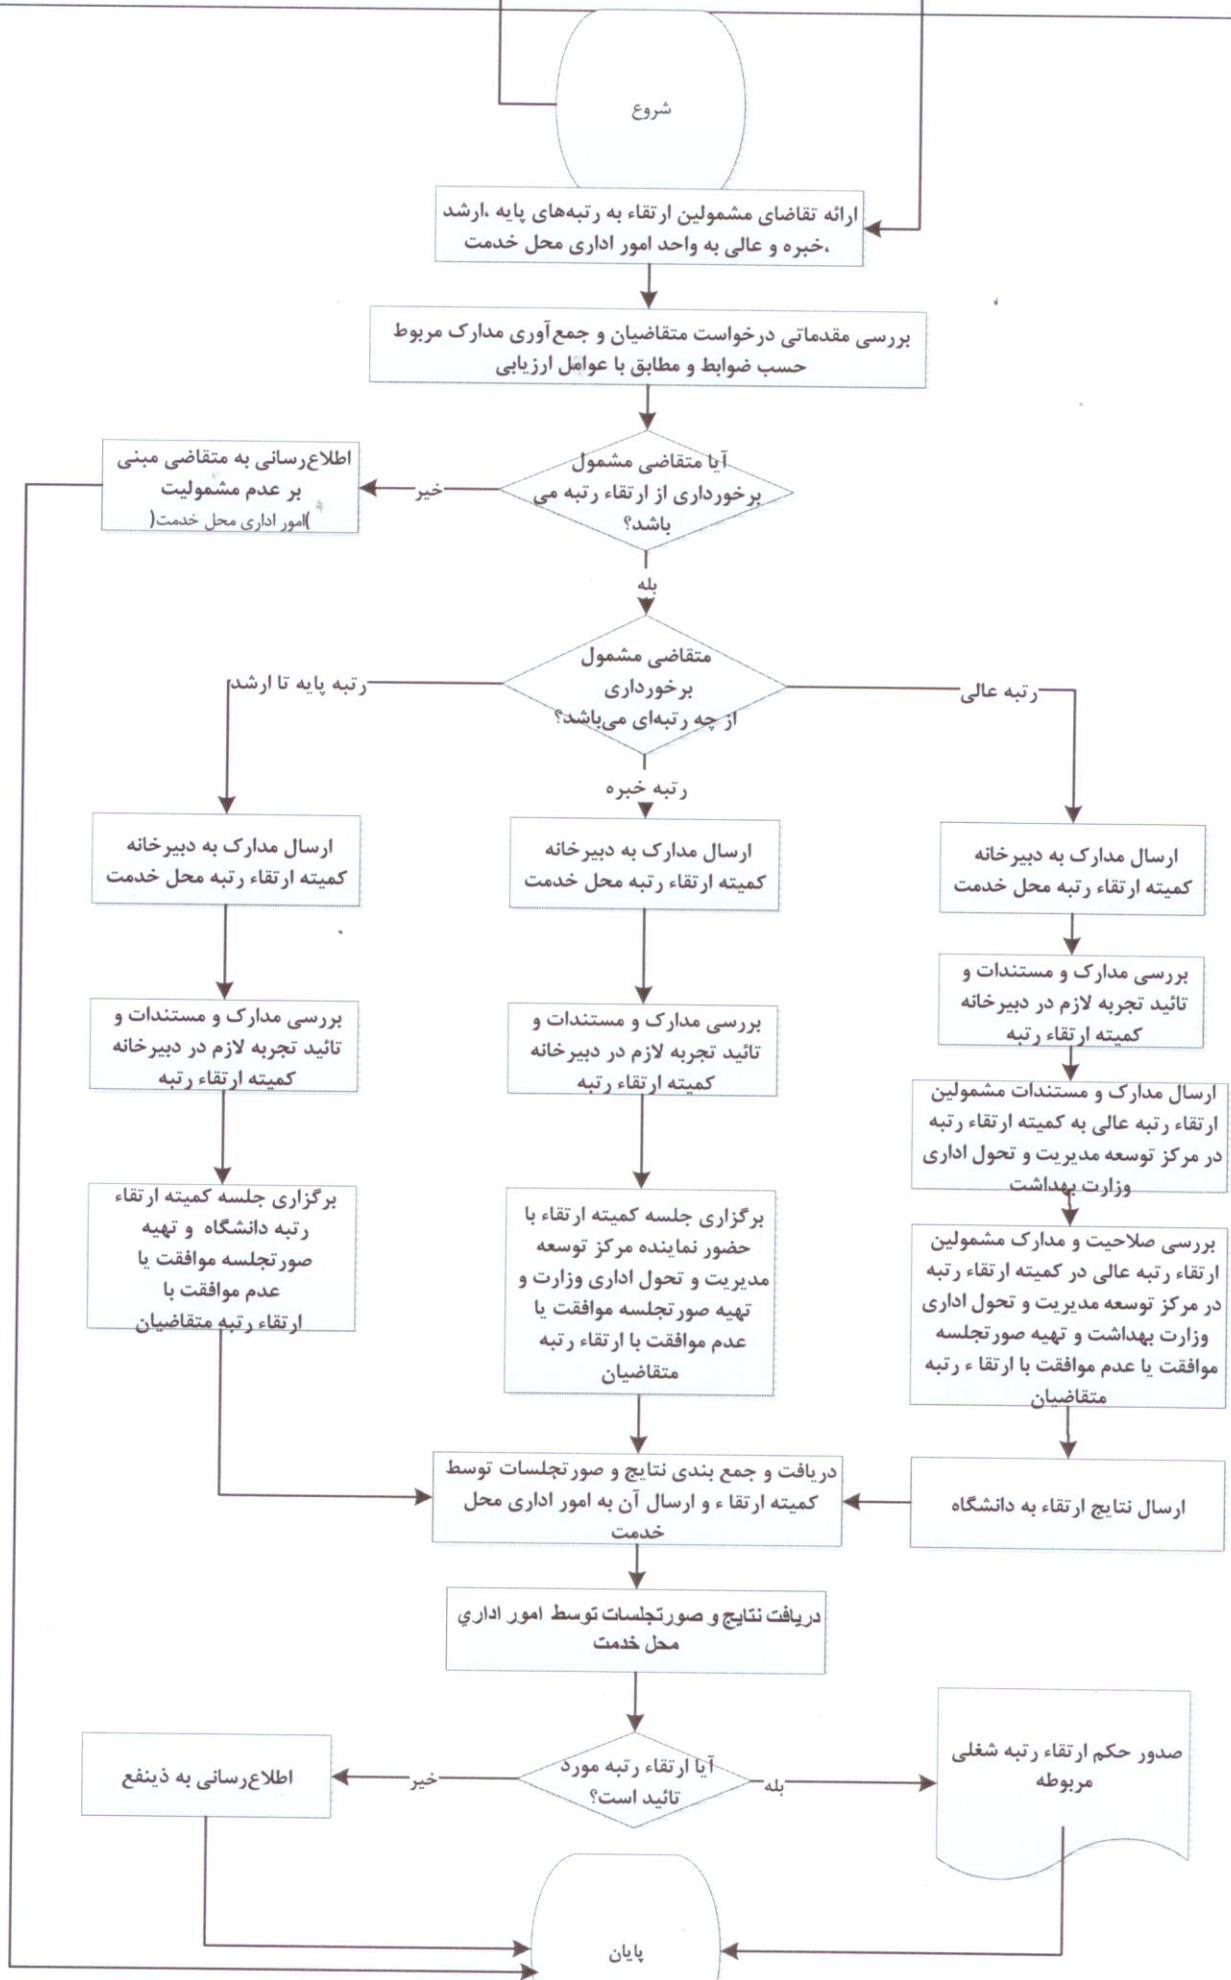 شروع
ارائه تقاضای مشمولین ارتقاء به رتبه‌های پایه ،ارشد
،خبره و عالی به واحد امور اداری محل خدمت
بررسی مقدماتی درخواست متقاضیان و جمع‌آوری مدارک مربوط
حسب ضوابط و مطابق با عوامل ارزیابی
آیا متقاضی مشمول
برخورداری از ارتقاء رتبه می
باشد؟
خیر
اطلاع‌رسانی به متقاضی مبنی
بر عدم مشمولیت
)امور اداری محل خدمت(
بله
متقاضی مشمول
برخورداری
از چه رتبه‌ای می‌باشد؟
رتبه عالی
رتبه خبره
رتبه پایه تا ارشد
ارسال مدارک به دبیرخانه
کمیته ارتقاء رتبه محل خدمت
بررسی مدارک و مستندات و
تائید تجربه لازم در دبیرخانه
کمیته ارتقاء رتبه
ارسال مدارک و مستندات مشمولین
ارتقاء رتبه عالی به کمیته ارتقاء رتبه
در مرکز توسعه مدیریت و تحول اداری
وزارت بهداشت
بررسی صلاحیت و مدارک مشمولین
ارتقاء رتبه عالی در کمیته ارتقاء رتبه
در مرکز توسعه مدیریت و تحول اداری
وزارت بهداشت و تهیه صورتجلسه
موافقت یا عدم موافقت با ارتقا ء رتبه
متقاضیان
ارسال نتایج ارتقاء به دانشگاه
ارسال مدارک به دبیرخانه
کمیته ارتقاء رتبه محل خدمت
بررسی مدارک و مستندات و
تائید تجربه لازم در دبیرخانه
کمیته ارتقاء رتبه
برگزاری جلسه کمیته ارتقاء با
حضور نماینده مرکز توسعه
مدیریت و تحول اداری وزارت و
تهیه صورتجلسه موافقت یا
عدم موافقت با ارتقاء رتبه
متقاضیان
ارسال مدارک به دبیرخانه
کمیته ارتقاء رتبه محل خدمت
بررسی مدارک و مستندات و
تائید تجربه لازم در دبیرخانه
کمیته ارتقاء رتبه
برگزاری جلسه کمیته ارتقاء
رتبه دانشگاه و تهیه
صورتجلسه موافقت یا
عدم موافقت با
ارتقاء رتبه متقاضیان
دریافت و جمع بندی نتایج و صورتجلسات توسط
کمیته ارتقا ء و ارسال آن به امور اداری محل
خدمت
دریافت نتایج و صورتجلسات توسط امور اداري
محل خدمت
آیا ارتقاء رتبه مورد
تائید است؟
بله
صدور حکم ارتقاء رتبه شغلی
مربوطه
خیر
اطلاع‌رسانی به ذینفع
پایان